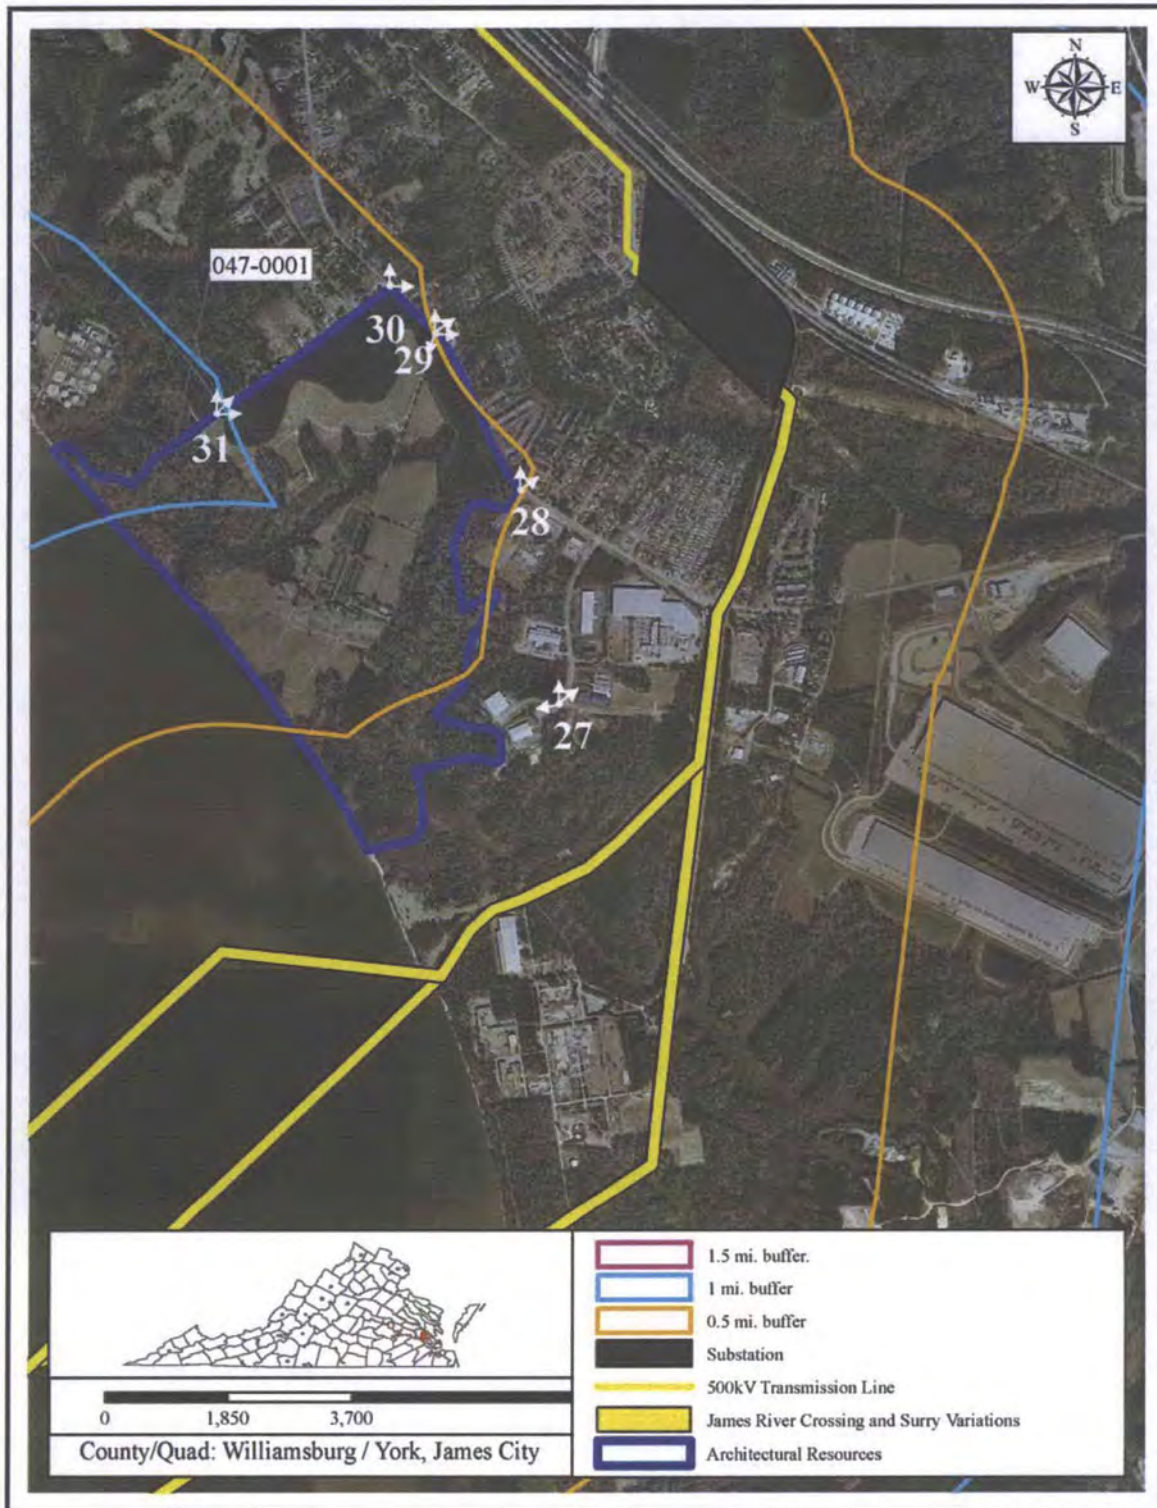 N
W E
S
047-0001
30
29
31
28
27
1.5 mi. buffer.
1 mi. buffer
0.5 mi. buffer
Substation
500kV Transmission Line
James River Crossing and Surry Variations
Architectural Resources
0 1,850 3,700
County/Quad: Williamsburg / York, James City